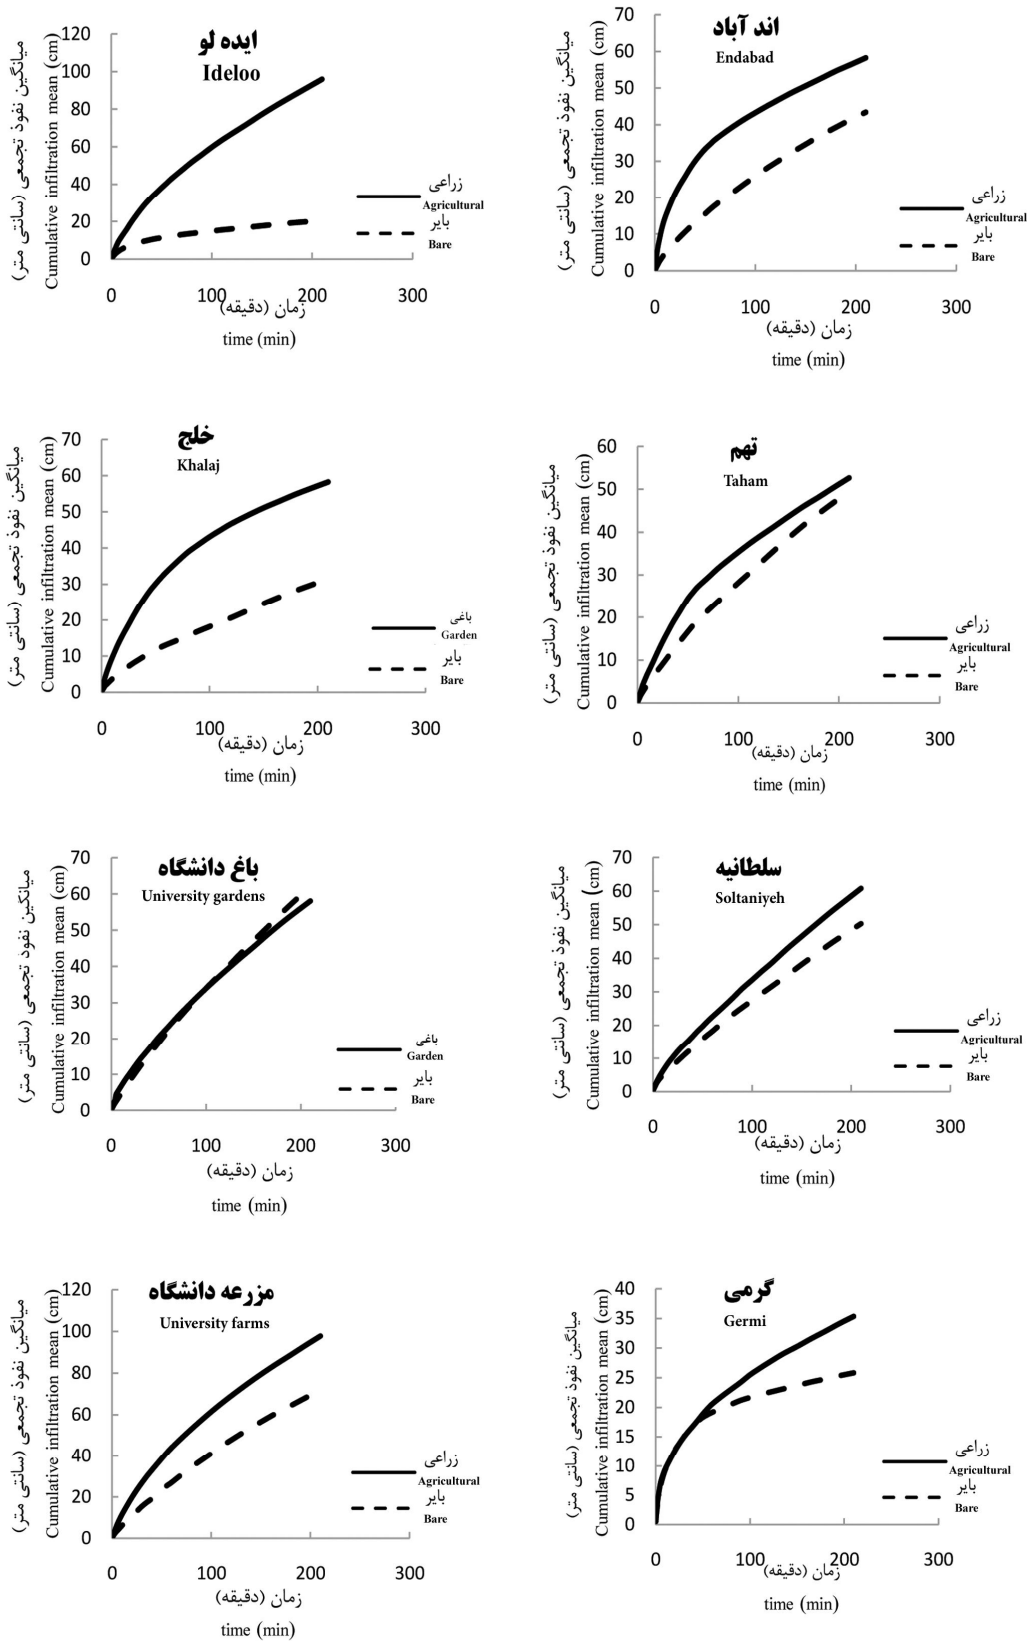 ایده لو
Ideloo
میانگین نفوذ تجمعی (سانتی متر)
Cumulative infiltration mean (cm)
120
100
80
60
40
20
0
0 100 200 300
زمان (دقیقه)
time (min)
زراعی
Agricultural
بایر
Bare
اند آباد
Endabad
میانگین نفوذ تجمعی (سانتی متر)
Cumulative infiltration mean (cm)
70
60
50
40
30
20
10
0
0 100 200 300
زمان (دقیقه)
time (min)
زراعی
Agricultural
بایر
Bare
خلج
Khalaj
میانگین نفوذ تجمعی (سانتی متر)
Cumulative infiltration mean (cm)
70
60
50
40
30
20
10
0
0 100 200 300
زمان (دقیقه)
time (min)
باغی
Garden
بایر
Bare
تهم
Taham
میانگین نفوذ تجمعی (سانتی متر)
Cumulative infiltration mean (cm)
60
50
40
30
20
10
0
0 100 200 300
زمان (دقیقه)
time (min)
زراعی
Agricultural
بایر
Bare
باغ دانشگاه
University gardens
میانگین نفوذ تجمعی (سانتی متر)
Cumulative infiltration mean (cm)
70
60
50
40
30
20
10
0
0 100 200 300
زمان (دقیقه)
time (min)
باغی
Garden
بایر
Bare
سلطانیه
Soltaniyeh
میانگین نفوذ تجمعی (سانتی متر)
Cumulative infiltration mean (cm)
70
60
50
40
30
20
10
0
0 100 200 300
زمان (دقیقه)
time (min)
زراعی
Agricultural
بایر
Bare
مزرعه دانشگاه
University farms
میانگین نفوذ تجمعی (سانتی متر)
Cumulative infiltration mean (cm)
120
100
80
60
40
20
0
0 100 200 300
زمان (دقیقه)
time (min)
زراعی
Agricultural
بایر
Bare
گرمی
Germi
میانگین نفوذ تجمعی (سانتی متر)
Cumulative infiltration mean (cm)
40
35
30
25
20
15
10
5
0
0 100 200 300
زمان (دقیقه)
time (min)
زراعی
Agricultural
بایر
Bare